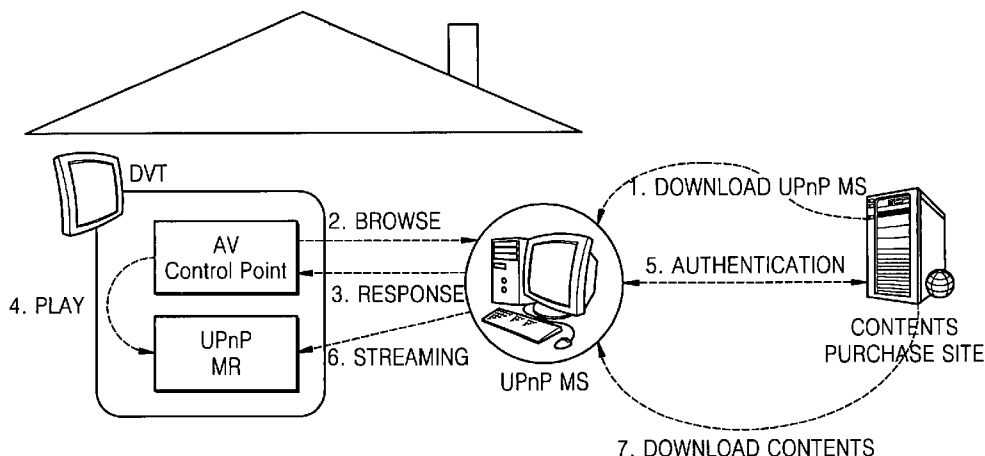 DVT
1. DOWNLOAD UPnP MS
AV
Control Point
2. BROWSE
5. AUTHENTICATION
3. RESPONSE
4. PLAY
UPnP
MR
6. STREAMING
UPnP MS
CONTENTS
PURCHASE SITE
7. DOWNLOAD CONTENTS